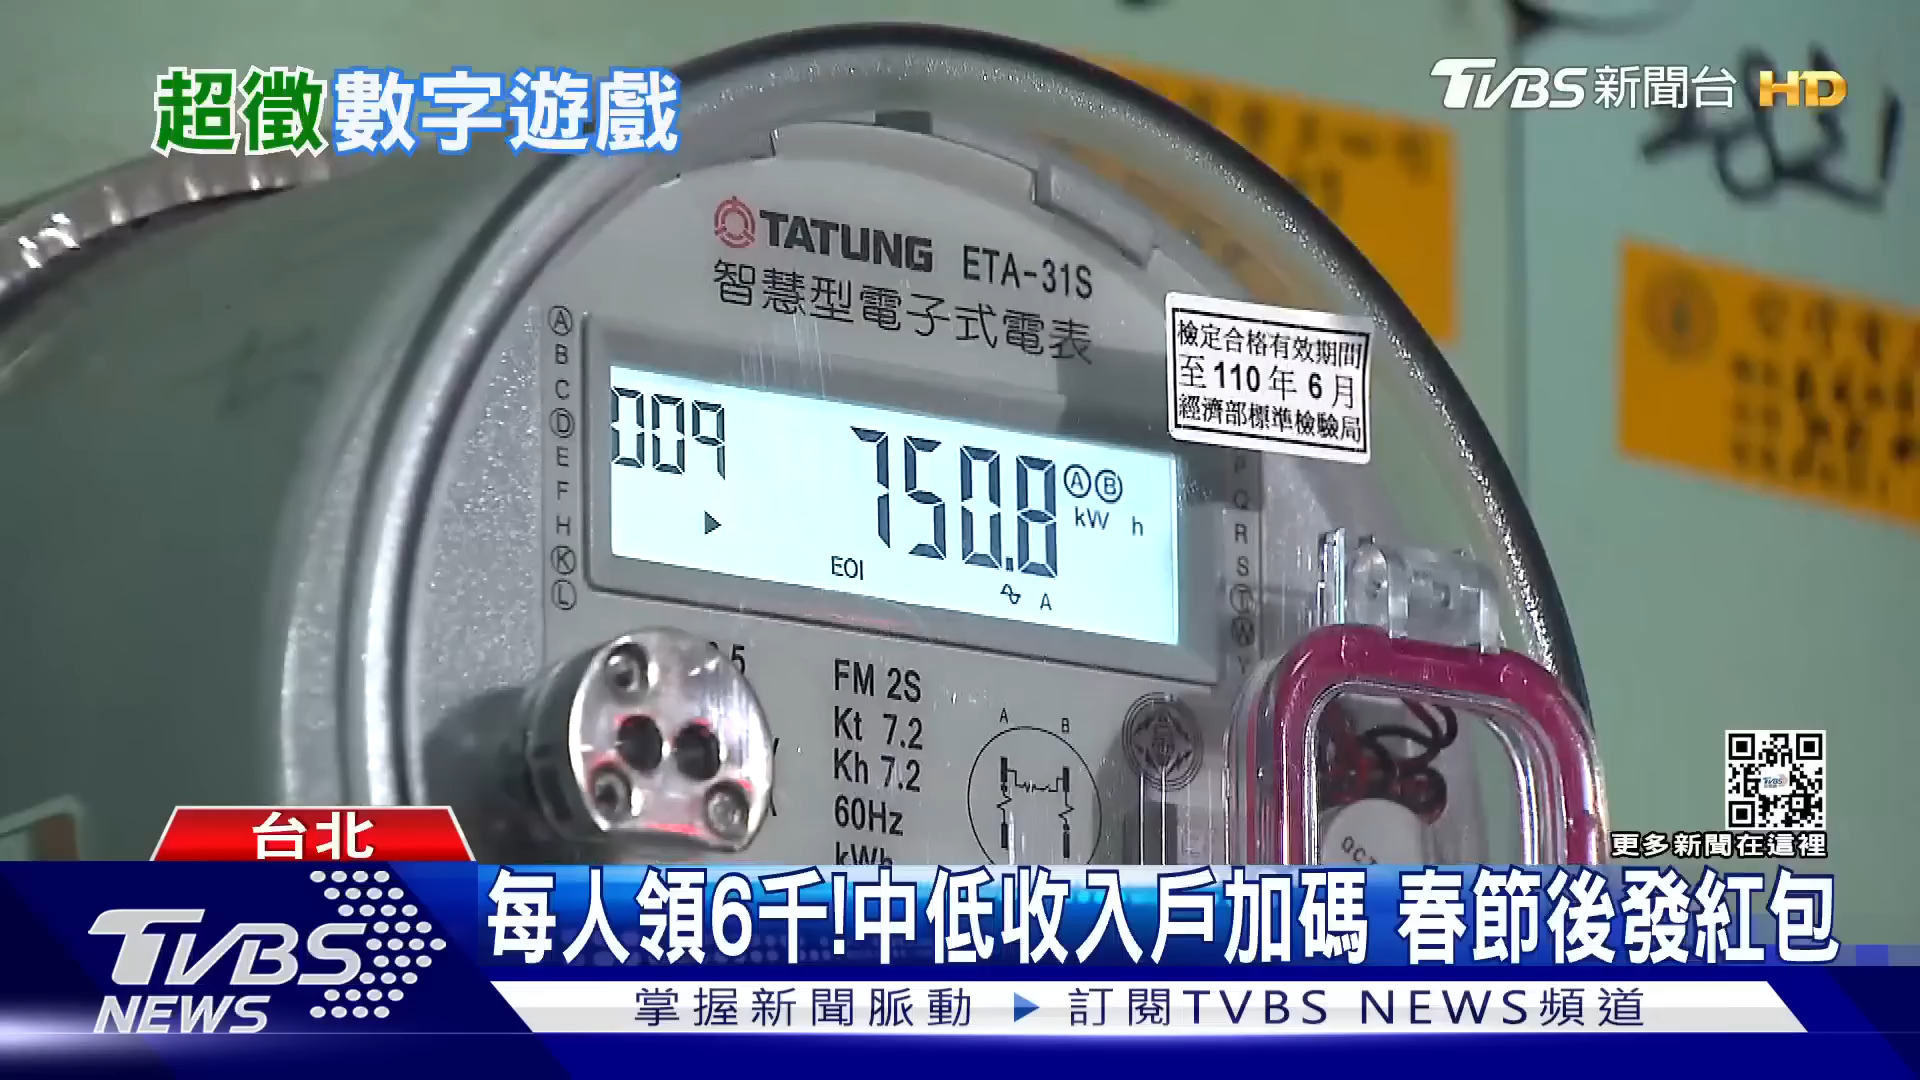 超徵數字遊戲
TVBS新聞台 HD
TATUNG ETA-31S
智慧型電子式電表
檢定合格有效期間
至 110 年 6 月
經濟部標準檢驗局
A
B
C
D
E
F
H
K
L
009
750.8
A B
kW h
EOI
A
P
Q
R
S
T
W
Y
FM 2S
Kt 7.2
Kh 7.2
60Hz
kWh
A B
更多新聞在這裡
台北
每人領6千!中低收入戶加碼 春節後發紅包
TVBS
NEWS
掌握新聞脈動 ▶ 訂閱TVBS NEWS頻道